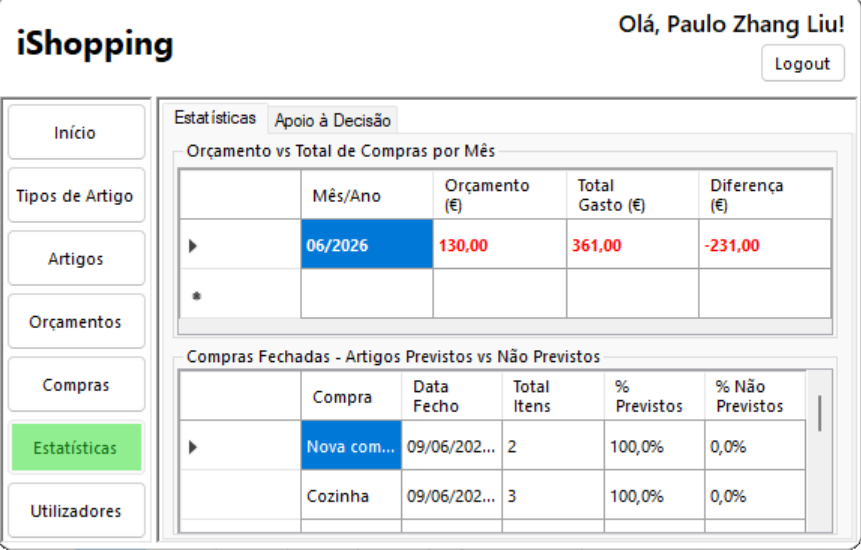 iShopping
Olá, Paulo Zhang Liu!
Logout
Início
Tipos de Artigo
Artigos
Orçamentos
Compras
Estatísticas
Utilizadores
Estatísticas Apoio à Decisão
Orçamento vs Total de Compras por Mês
Mês/Ano Orçamento (€) Total Gasto (€) Diferença (€)
06/2026 130,00 361,00 -231,00
Compras Fechadas - Artigos Previstos vs Não Previstos
Compra Data Fecho Total Itens % Previstos % Não Previstos
Nova com... 09/06/202... 2 100,0% 0,0%
Cozinha 09/06/202... 3 100,0% 0,0%